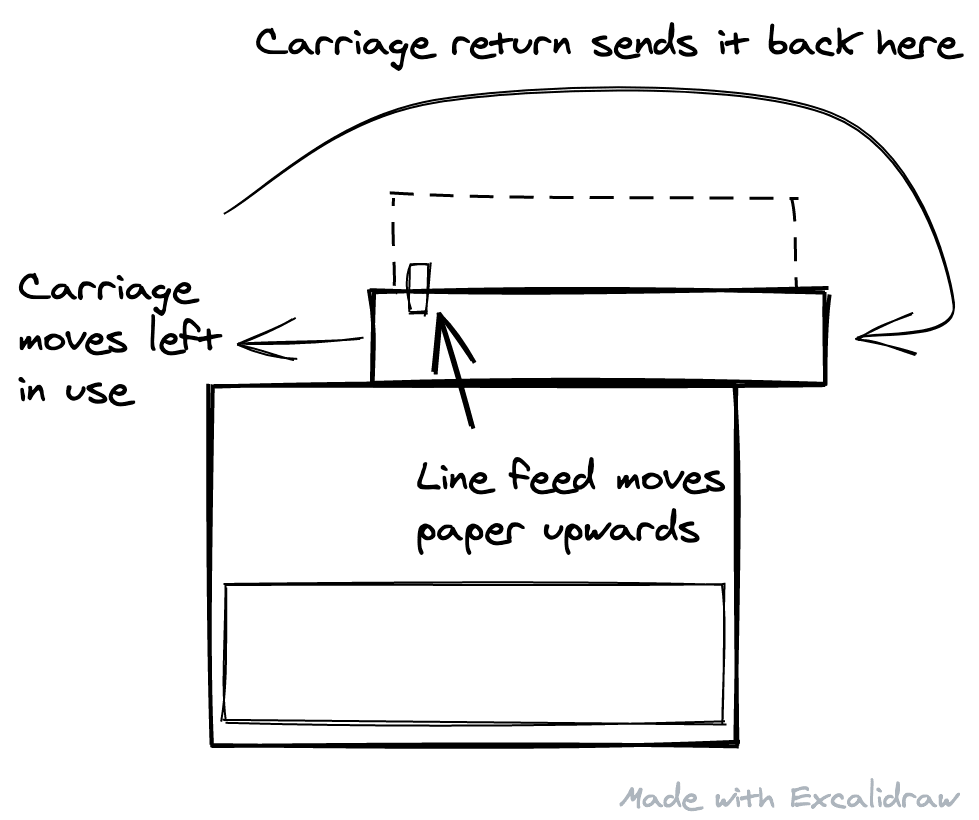 Carriage return sends it back here
Carriage
moves left
in use
Line feed moves
paper upwards
Made with Excalidraw